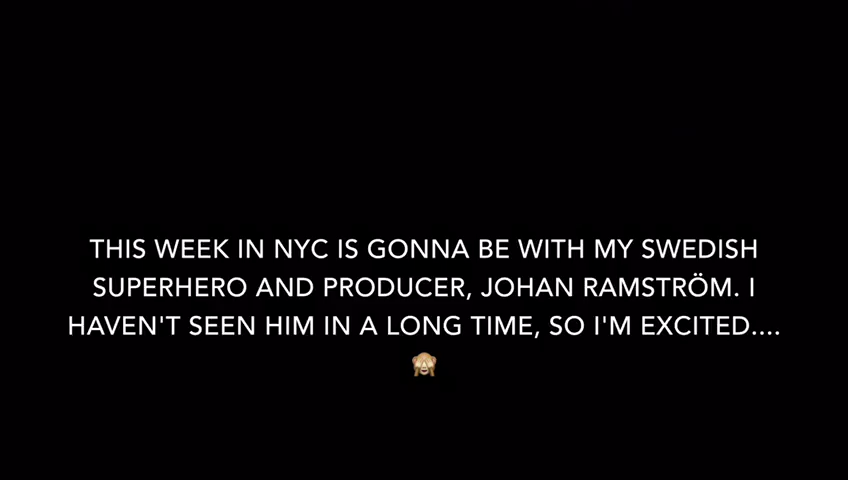 THIS WEEK IN NYC IS GONNA BE WITH MY SWEDISH
SUPERHERO AND PRODUCER, JOHAN RAMSTRÖM. I
HAVEN'T SEEN HIM IN A LONG TIME, SO I'M EXCITED....
🙈